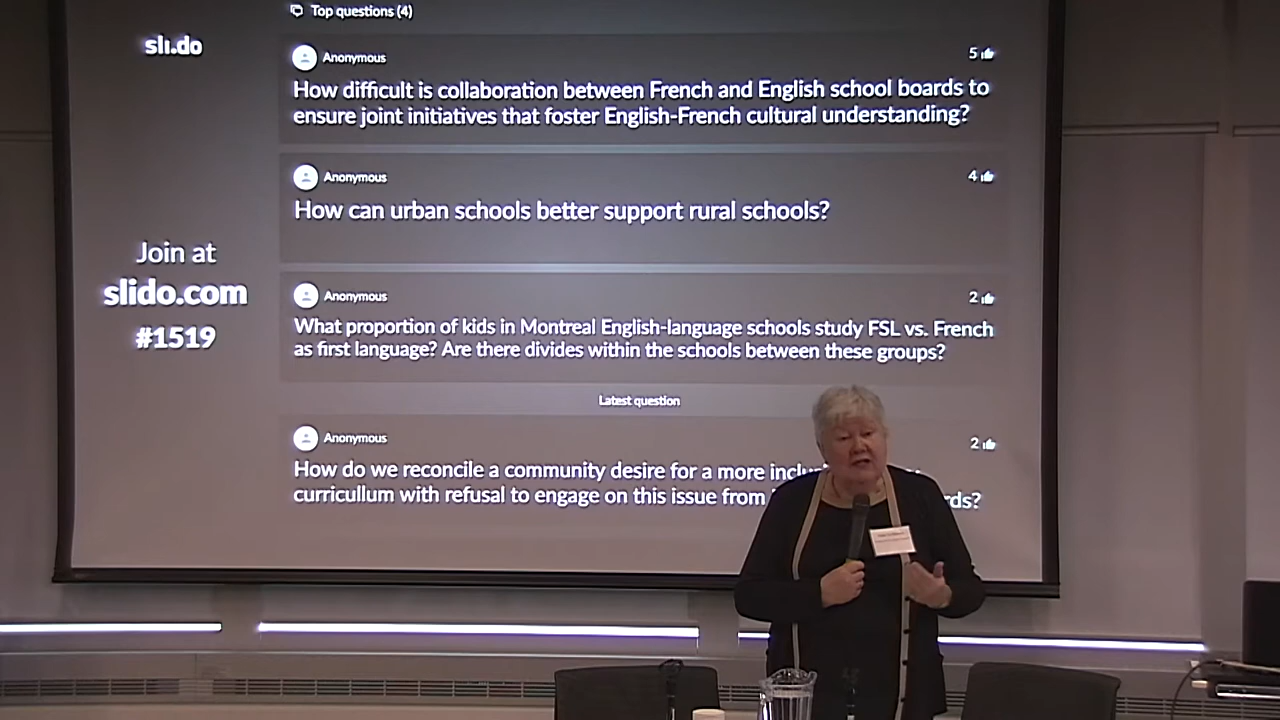 Top questions (4)
sli.do
Anonymous
5
How difficult is collaboration between French and English school boards to
ensure joint initiatives that foster English-French cultural understanding?
Anonymous
4
How can urban schools better support rural schools?
Join at
slido.com
#1519
Anonymous
2
What proportion of kids in Montreal English-language schools study FSL vs. French
as first language? Are there divides within the schools between these groups?
Latest question
Anonymous
2
How do we reconcile a community desire for a more
curricullum with refusal to engage on this issue from